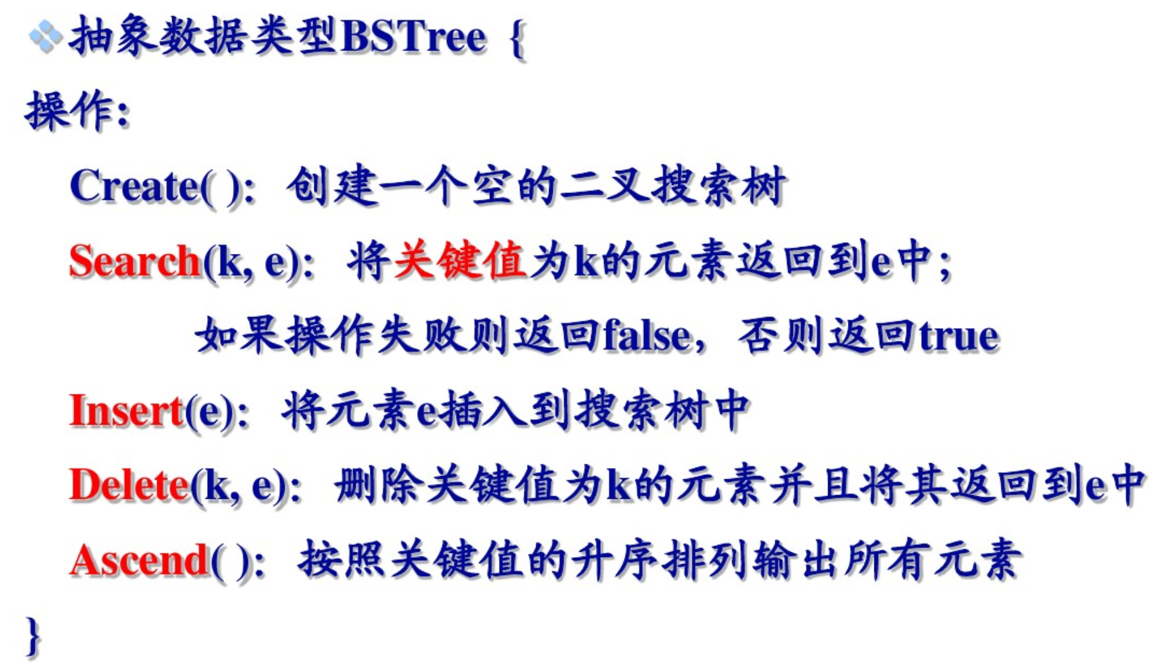 抽象数据类型BSTree {
操作:
Create( ): 创建一个空的二叉搜索树
Search(k, e): 将关键值为k的元素返回到e中;
如果操作失败则返回false, 否则返回true
Insert(e): 将元素e插入到搜索树中
Delete(k, e): 删除关键值为k的元素并且将其返回到e中
Ascend( ): 按照关键值的升序排列输出所有元素
}